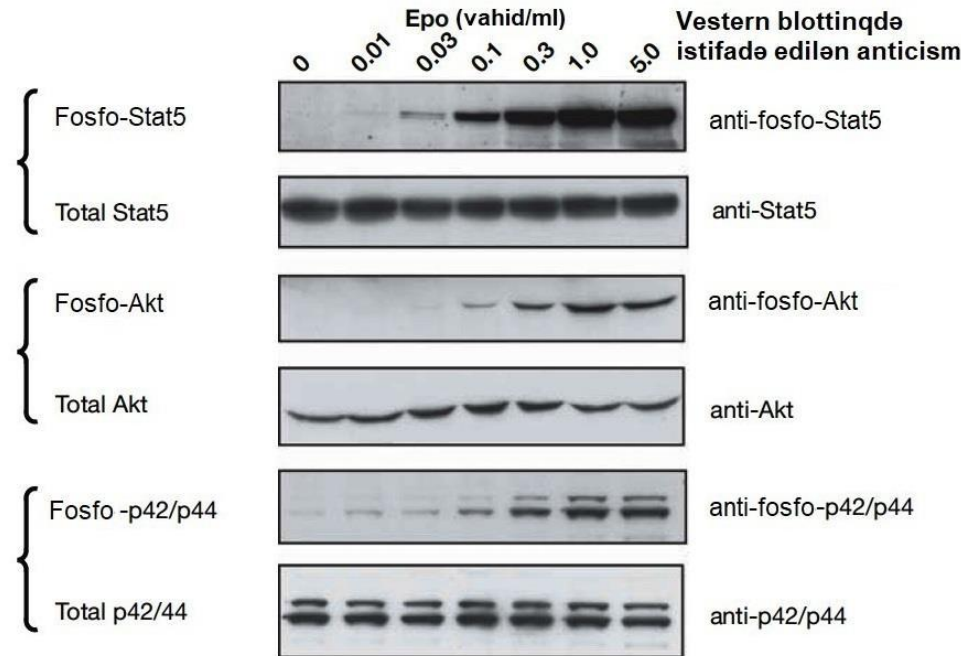 Epo (vahid/ml)
Vestern blottinqdə
istifadə edilən anticism
0 0.01 0.03 0.1 0.3 1.0 5.0
Fosfo-Stat5
anti-fosfo-Stat5
Total Stat5
anti-Stat5
Fosfo-Akt
anti-fosfo-Akt
Total Akt
anti-Akt
Fosfo -p42/p44
anti-fosfo-p42/p44
Total p42/44
anti-p42/p44